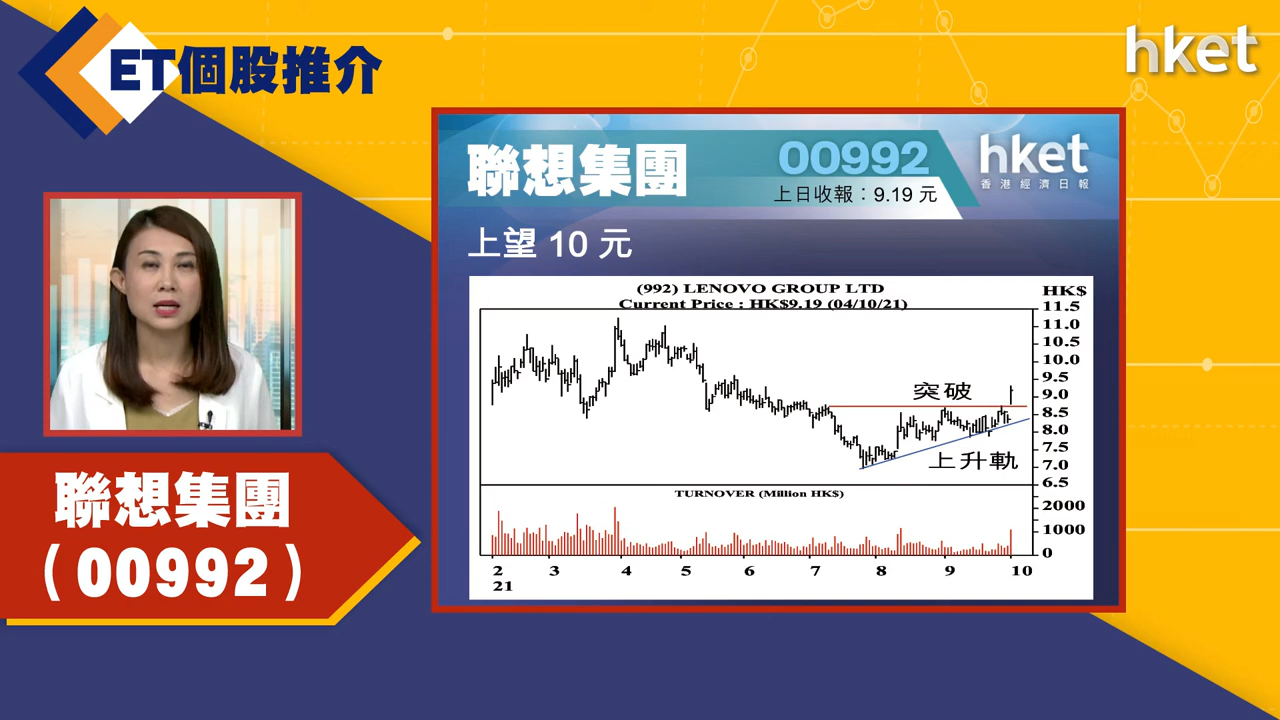 ET個股推介
hket
聯想集團
00992
上日收報：9.19 元
hket
香港經濟日報
上望 10 元
(992) LENOVO GROUP LTD
Current Price : HK$9.19 (04/10/21)
HK$
11.5
11.0
10.5
10.0
9.5
9.0
8.5
8.0
7.5
7.0
6.5
突破
上升軌
TURNOVER (Million HK$)
2000
1000
0
2 3 4 5 6 7 8 9 10
21
聯想集團
（00992）